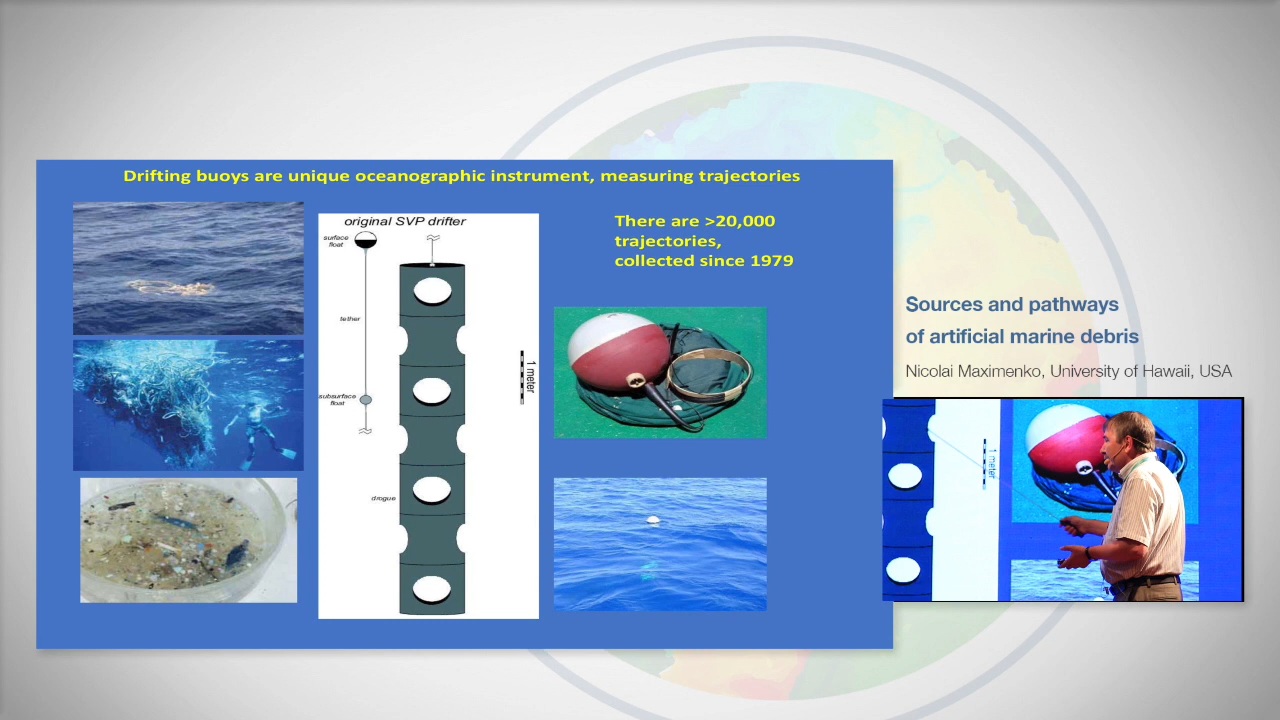 Drifting buoys are unique oceanographic instrument, measuring trajectories
original SVP drifter
surface
float
tether
subsurface
float
drogue
1 meter
There are >20,000
trajectories,
collected since 1979
Sources and pathways
of artificial marine debris
Nicolai Maximenko, University of Hawaii, USA
1 meter